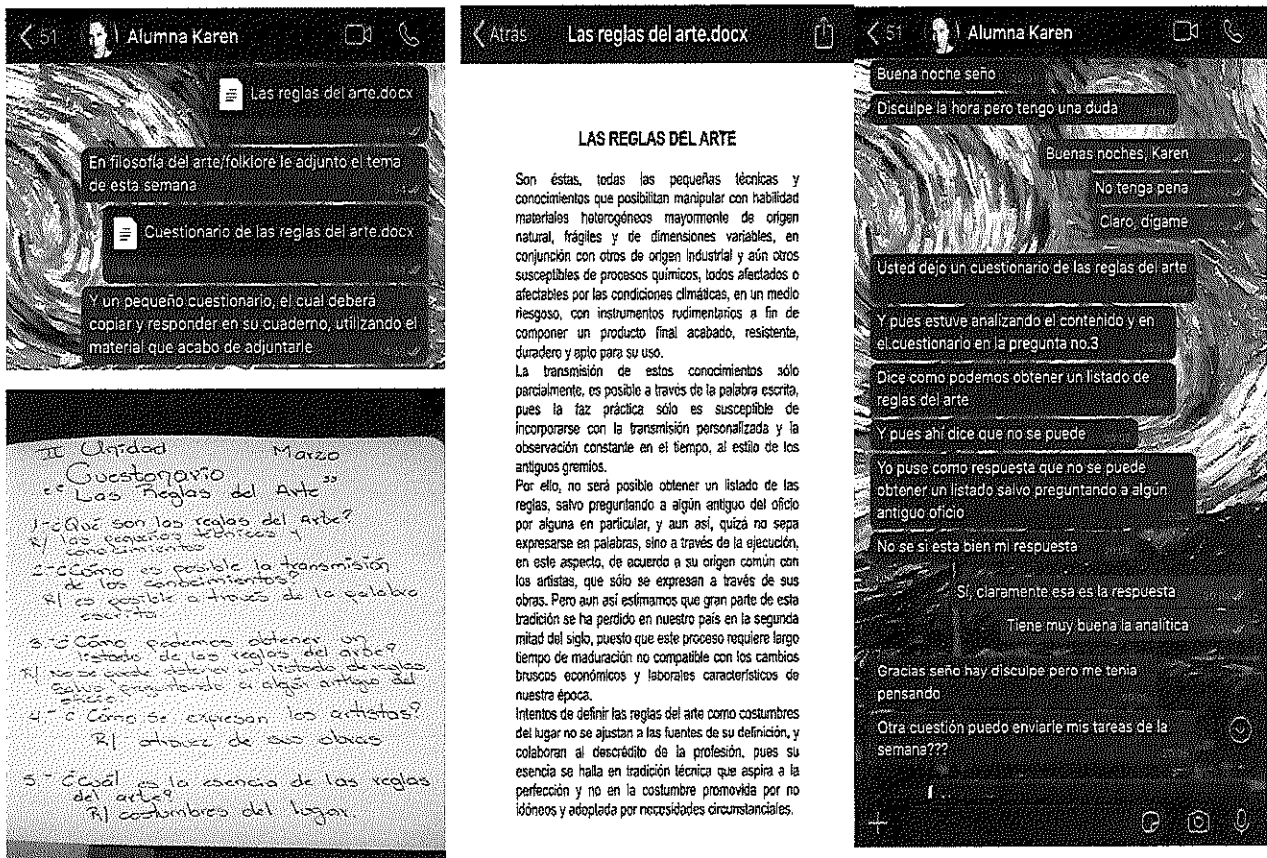 51
Alumna Karen
Las reglas del arte.docx
En filosofía del arte/folklore le adjunto el tema
de esta semana
Cuestionario de las reglas del arte.docx
Y un pequeño cuestionario, el cual deberá
copiar y responder en su cuaderno, utilizando el
material que acabo de adjuntarle
II Unidad Marzo
Cuestonario
"Las Reglas del Arte"
1-¿Qué son las reglas del arte?
R/ las pequeñas técnicas y
conocimientos
2-¿Cómo es posible la transmisión
de los conocimientos?
R/ es posible a traves de la palabra
escrita
3-¿Cómo podemos obtener un
listado de las reglas del arte?
R/ No se puede obtener un listado de reglas
salvo preguntando a algún antiguo del
oficio
4-¿Cómo se expresan los artistas?
R/ atravez de sus obras
5-¿Cuál es la esencia de las reglas
del arte?
R/ costumbres del lugar.
Atrás
Las reglas del arte.docx
LAS REGLAS DEL ARTE
Son éstas, todas las pequeñas técnicas y
conocimientos que posibilitan manipular con habilidad
materiales heterogéneos mayormente de origen
natural, frágiles y de dimensiones variables, en
conjunción con otros de origen industrial y aún otros
susceptibles de procesos químicos, todos afectados o
afectables por las condiciones climáticas, en un medio
riesgoso, con instrumentos rudimentarios a fin de
componer un producto final acabado, resistente,
duradero y apto para su uso.
La transmisión de estos conocimientos sólo
parcialmente, es posible a través de la palabra escrita,
pues la faz práctica sólo es susceptible de
incorporarse con la transmisión personalizada y la
observación constante en el tiempo, al estilo de los
antiguos gremios.
Por ello, no será posible obtener un listado de las
reglas, salvo preguntando a algún antiguo del oficio
por alguna en particular, y aun así, quizá no sepa
expresarse en palabras, sino a través de la ejecución,
en este aspecto, de acuerdo a su origen común con
los artistas, que sólo se expresan a través de sus
obras. Pero aun así estimamos que gran parte de esta
tradición se ha perdido en nuestro país en la segunda
mitad del siglo, puesto que este proceso requiere largo
tiempo de maduración no compatible con los cambios
bruscos económicos y laborales característicos de
nuestra época.
Intentos de definir las reglas del arte como costumbres
del lugar no se ajustan a las fuentes de su definición, y
colaboran al descrédito de la profesión, pues su
esencia se halla en tradición técnica que aspira a la
perfección y no en la costumbre promovida por no
idóneos y adoptada por necesidades circunstanciales.
51
Alumna Karen
Buena noche seño
Disculpe la hora pero tengo una duda
Buenas noches, Karen
No tenga pena
Claro, dígame
Usted dejo un cuestionario de las reglas del arte
Y pues estuve analizando el contenido y en
el cuestionario en la pregunta no.3
Dice como podemos obtener un listado de
reglas del arte
Y pues ahí dice que no se puede
Yo puse como respuesta que no se puede
obtener un listado salvo preguntando a algún
antiguo oficio
No se si esta bien mi respuesta
Sí, claramente esa es la respuesta
Tiene muy buena la analítica
Gracias seño hay disculpe pero me tenia
pensando
Otra cuestión puedo enviarle mis tareas de la
semana???